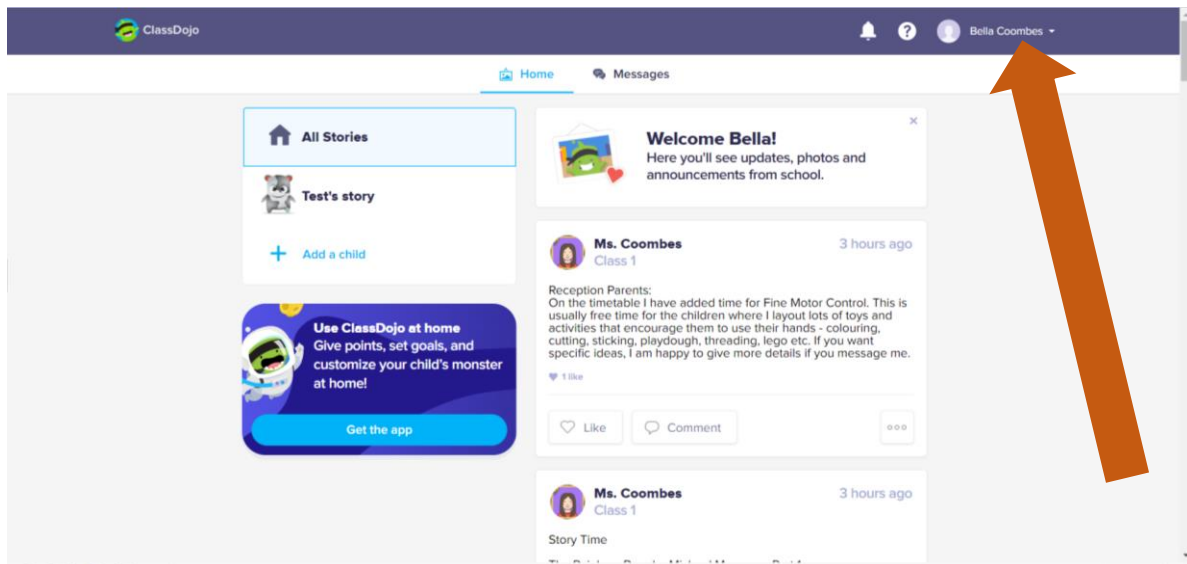 ClassDojo
? Bella Coombes
Home Messages
All Stories
Test's story
Add a child
Use ClassDojo at home
Give points, set goals, and
customize your child's monster
at home!
Get the app
Welcome Bella!
Here you'll see updates, photos and
announcements from school.
Ms. Coombes 3 hours ago
Class 1
Reception Parents:
On the timetable I have added time for Fine Motor Control. This is
usually free time for the children where I layout lots of toys and
activities that encourage them to use their hands - colouring,
cutting, sticking, playdough, threading, lego etc. If you want
specific ideas, I am happy to give more details if you message me.
1 like
Like Comment
Ms. Coombes 3 hours ago
Class 1
Story Time